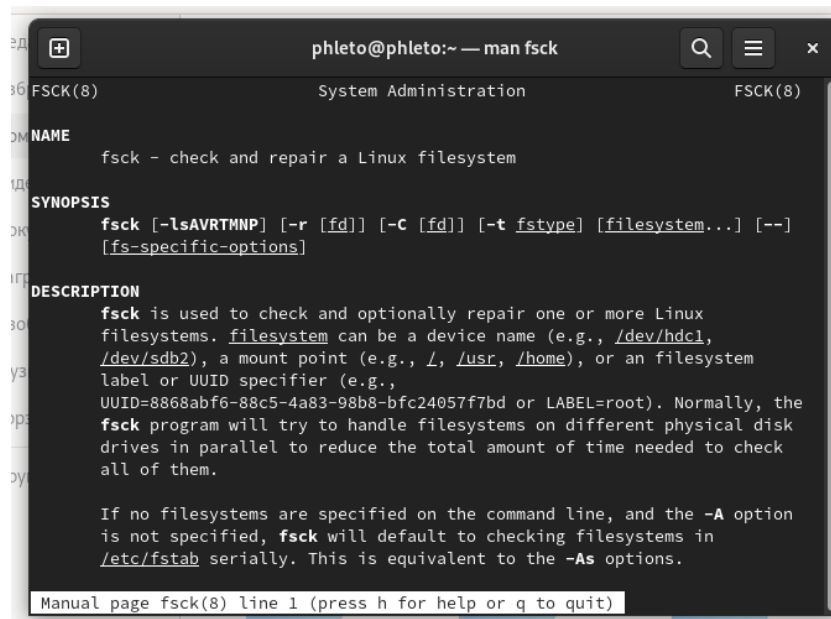 phleto@phleto:~ — man fsck
FSCK(8) System Administration FSCK(8)
NAME
fsck - check and repair a Linux filesystem
SYNOPSIS
fsck [-lsAVRTMNP] [-r [fd]] [-C [fd]] [-t fstype] [filesystem...] [--]
[fs-specific-options]
DESCRIPTION
fsck is used to check and optionally repair one or more Linux
filesystems. filesystem can be a device name (e.g., /dev/hdc1,
/dev/sdb2), a mount point (e.g., /, /usr, /home), or an filesystem
label or UUID specifier (e.g.,
UUID=8868abf6-88c5-4a83-98b8-bfc24057f7bd or LABEL=root). Normally, the
fsck program will try to handle filesystems on different physical disk
drives in parallel to reduce the total amount of time needed to check
all of them.
If no filesystems are specified on the command line, and the -A option
is not specified, fsck will default to checking filesystems in
/etc/fstab serially. This is equivalent to the -As options.
Manual page fsck(8) line 1 (press h for help or q to quit)